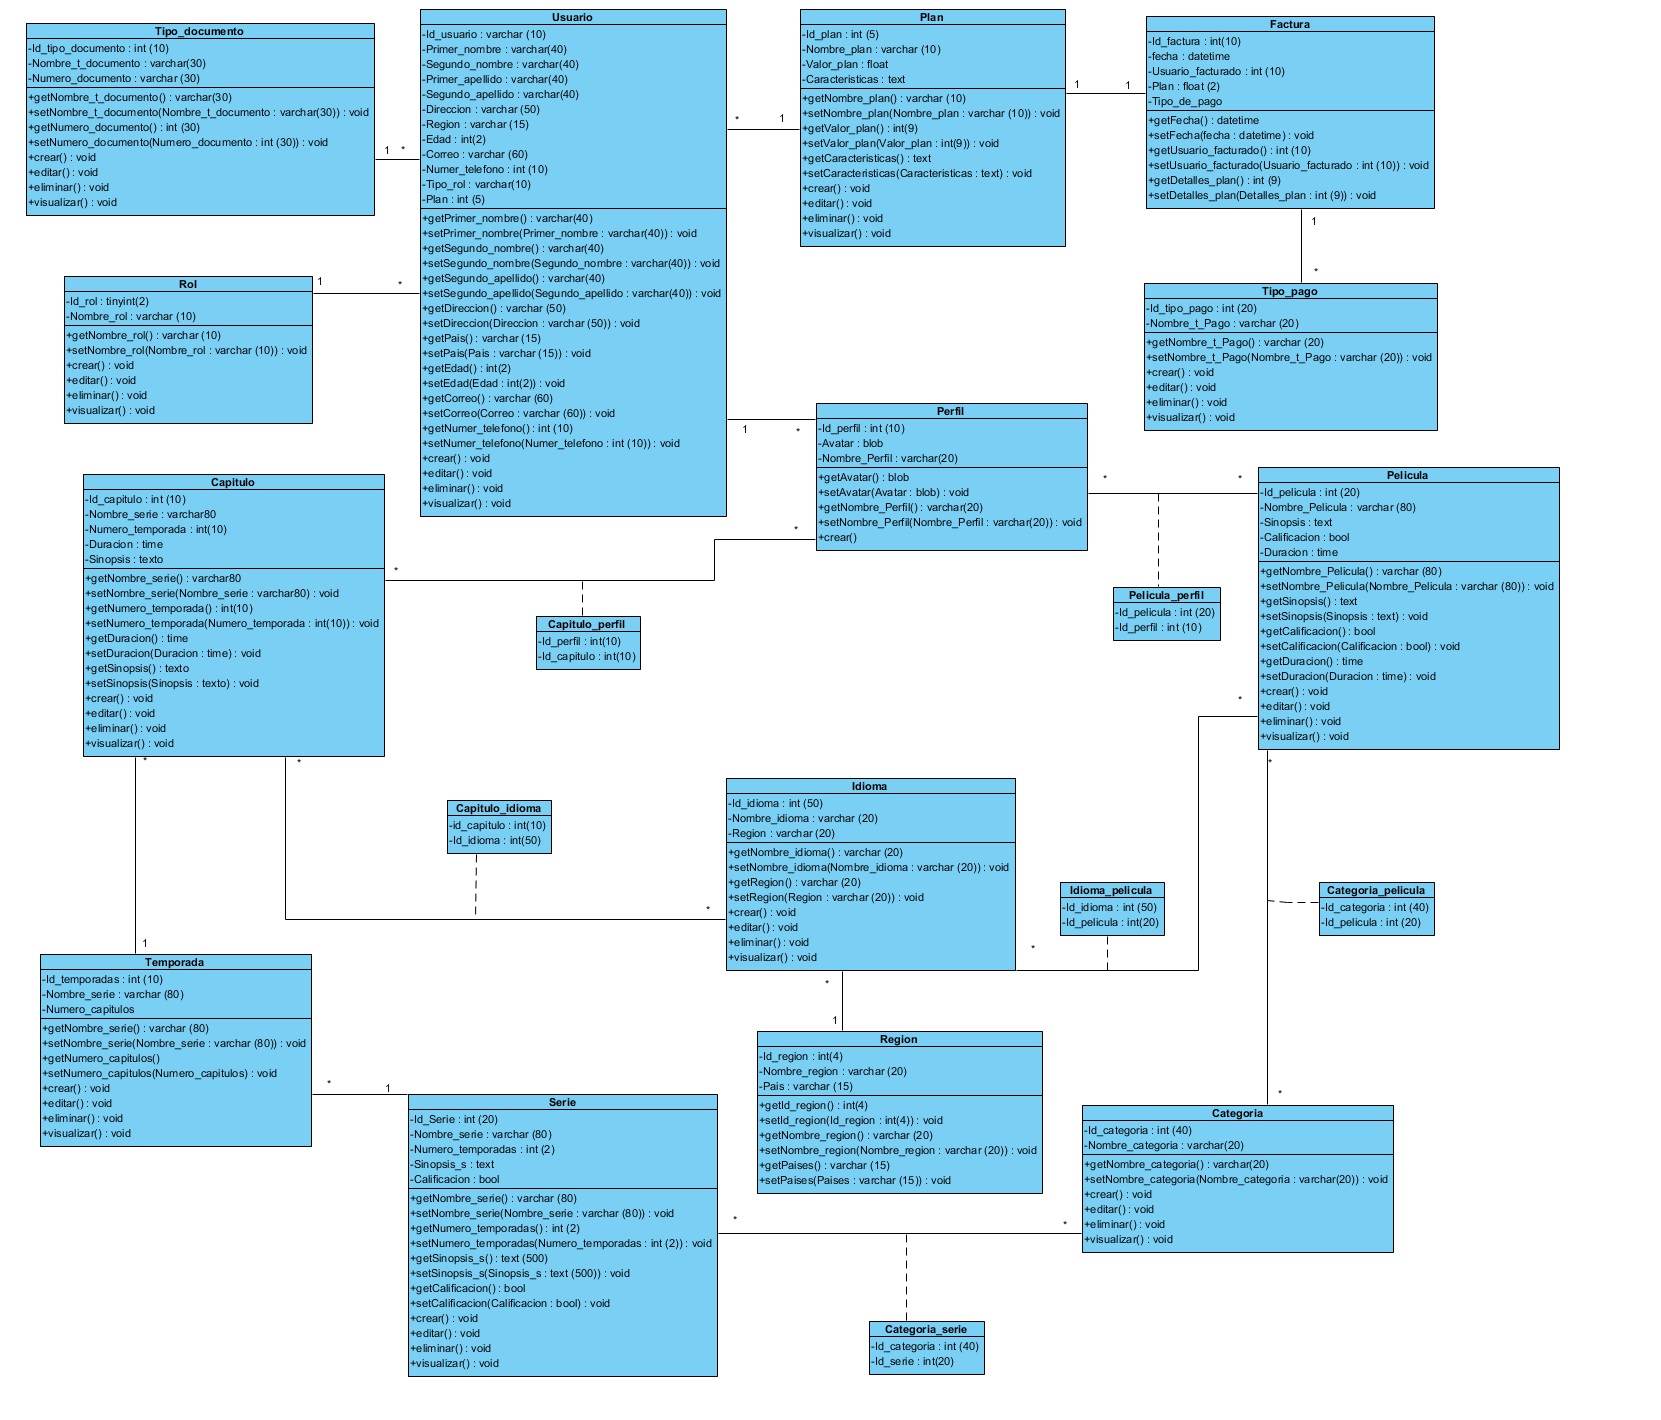 Tipo_documento
-Id_tipo_documento : int (10)
-Nombre_t_documento : varchar(30)
-Numero_documento : varchar (30)
+getNombre_t_documento() : varchar(30)
+setNombre_t_documento(Nombre_t_documento : varchar(30)) : void
+getNumero_documento() : int (30)
+setNumero_documento(Numero_documento : int (30)) : void
+crear() : void
+editar() : void
+eliminar() : void
+visualizar() : void
1 *
Usuario
-Id_usuario : varchar (10)
-Primer_nombre : varchar(40)
-Segundo_nombre : varchar(40)
-Primer_apellido : varchar(40)
-Segundo_apellido : varchar(40)
-Direccion : varchar (50)
-Region : varchar (15)
-Edad : int(2)
-Correo : varchar (60)
-Numer_telefono : int (10)
-Tipo_rol : varchar(10)
-Plan : int (5)
+getPrimer_nombre() : varchar(40)
+setPrimer_nombre(Primer_nombre : varchar(40)) : void
+getSegundo_nombre() : varchar(40)
+setSegundo_nombre(Segundo_nombre : varchar(40)) : void
+getSegundo_apellido() : varchar(40)
+setSegundo_apellido(Segundo_apellido : varchar(40)) : void
+getDireccion() : varchar (50)
+setDireccion(Direccion : varchar (50)) : void
+getPais() : varchar (15)
+setPais(Pais : varchar (15)) : void
+getEdad() : int(2)
+setEdad(Edad : int(2)) : void
+getCorreo() : varchar (60)
+setCorreo(Correo : varchar (60)) : void
+getNumer_telefono() : int (10)
+setNumer_telefono(Numer_telefono : int (10)) : void
+crear() : void
+editar() : void
+eliminar() : void
+visualizar() : void
* 1
Plan
-Id_plan : int (5)
-Nombre_plan : varchar (10)
-Valor_plan : float
-Caracteristicas : text
+getNombre_plan() : varchar (10)
+setNombre_plan(Nombre_plan : varchar (10)) : void
+getValor_plan() : int(9)
+setValor_plan(Valor_plan : int(9)) : void
+getCaracteristicas() : text
+setCaracteristicas(Caracteristicas : text) : void
+crear() : void
+editar() : void
+eliminar() : void
+visualizar() : void
1 1
Factura
-Id_factura : int(10)
-fecha : datetime
-Usuario_facturado : int (10)
-Plan : float (2)
-Tipo_de_pago
+getFecha() : datetime
+setFecha(fecha : datetime) : void
+getUsuario_facturado() : int (10)
+setUsuario_facturado(Usuario_facturado : int (10)) : void
+getDetalles_plan() : int (9)
+setDetalles_plan(Detalles_plan : int (9)) : void
1
*
Rol
-Id_rol : tinyint(2)
-Nombre_rol : varchar (10)
+getNombre_rol() : varchar (10)
+setNombre_rol(Nombre_rol : varchar (10)) : void
+crear() : void
+editar() : void
+eliminar() : void
+visualizar() : void
1 *
Tipo_pago
-Id_tipo_pago : int (20)
-Nombre_t_Pago : varchar (20)
+getNombre_t_Pago() : varchar (20)
+setNombre_t_Pago(Nombre_t_Pago : varchar (20)) : void
+crear() : void
+editar() : void
+eliminar() : void
+visualizar() : void
1 *
Perfil
-Id_perfil : int (10)
-Avatar : blob
-Nombre_Perfil : varchar(20)
+getAvatar() : blob
+setAvatar(Avatar : blob) : void
+getNombre_Perfil() : varchar(20)
+setNombre_Perfil(Nombre_Perfil : varchar(20)) : void
+crear()
* *
Pelicula
-Id_pelicula : int (20)
-Nombre_Pelicula : varchar (80)
-Sinopsis : text
-Calificacion : bool
-Duracion : time
+getNombre_Pelicula() : varchar (80)
+setNombre_Pelicula(Nombre_Pelicula : varchar (80)) : void
+getSinopsis() : text
+setSinopsis(Sinopsis : text) : void
+getCalificacion() : bool
+setCalificacion(Calificacion : bool) : void
+getDuracion() : time
+setDuracion(Duracion : time) : void
+crear() : void
+editar() : void
+eliminar() : void
+visualizar() : void
Capitulo
-Id_capitulo : int (10)
-Nombre_serie : varchar80
-Numero_temporada : int(10)
-Duracion : time
-Sinopsis : texto
+getNombre_serie() : varchar80
+setNombre_serie(Nombre_serie : varchar80) : void
+getNumero_temporada() : int(10)
+setNumero_temporada(Numero_temporada : int(10)) : void
+getDuracion() : time
+setDuracion(Duracion : time) : void
+getSinopsis() : texto
+setSinopsis(Sinopsis : texto) : void
+crear() : void
+editar() : void
+eliminar() : void
+visualizar() : void
* *
Capitulo_perfil
-Id_perfil : int(10)
-Id_capitulo : int(10)
Pelicula_perfil
-Id_pelicula : int (20)
-Id_perfil : int (10)
*
*
*
*
Capitulo_idioma
-id_capitulo : int(10)
-Id_idioma : int(50)
*
Idioma
-Id_idioma : int (50)
-Nombre_idioma : varchar (20)
-Region : varchar (20)
+getNombre_idioma() : varchar (20)
+setNombre_idioma(Nombre_idioma : varchar (20)) : void
+getRegion() : varchar (20)
+setRegion(Region : varchar (20)) : void
+crear() : void
+editar() : void
+eliminar() : void
+visualizar() : void
*
Idioma_pelicula
-Id_idioma : int (50)
-Id_pelicula : int(20)
Categoria_pelicula
-Id_categoria : int (40)
-Id_pelicula : int (20)
1
Temporada
-Id_temporadas : int (10)
-Nombre_serie : varchar (80)
-Numero_capitulos
+getNombre_serie() : varchar (80)
+setNombre_serie(Nombre_serie : varchar (80)) : void
+getNumero_capitulos()
+setNumero_capitulos(Numero_capitulos) : void
+crear() : void
+editar() : void
+eliminar() : void
+visualizar() : void
* 1
*
1
Region
-Id_region : int(4)
-Nombre_region : varchar (20)
-Pais : varchar (15)
+getId_region() : int(4)
+setId_region(Id_region : int(4)) : void
+getNombre_region() : varchar (20)
+setNombre_region(Nombre_region : varchar (20)) : void
+getPaises() : varchar (15)
+setPaises(Paises : varchar (15)) : void
Serie
-Id_Serie : int (20)
-Nombre_serie : varchar (80)
-Numero_temporadas : int (2)
-Sinopsis_s : text
-Calificacion : bool
+getNombre_serie() : varchar (80)
+setNombre_serie(Nombre_serie : varchar (80)) : void
+getNumero_temporadas() : int (2)
+setNumero_temporadas(Numero_temporadas : int (2)) : void
+getSinopsis_s() : text (500)
+setSinopsis_s(Sinopsis_s : text (500)) : void
+getCalificacion() : bool
+setCalificacion(Calificacion : bool) : void
+crear() : void
+editar() : void
+eliminar() : void
+visualizar() : void
* *
*
Categoria
-Id_categoria : int (40)
-Nombre_categoria : varchar(20)
+getNombre_categoria() : varchar(20)
+setNombre_categoria(Nombre_categoria : varchar(20)) : void
+crear() : void
+editar() : void
+eliminar() : void
+visualizar() : void
Categoria_serie
-Id_categoria : int (40)
-Id_serie : int(20)